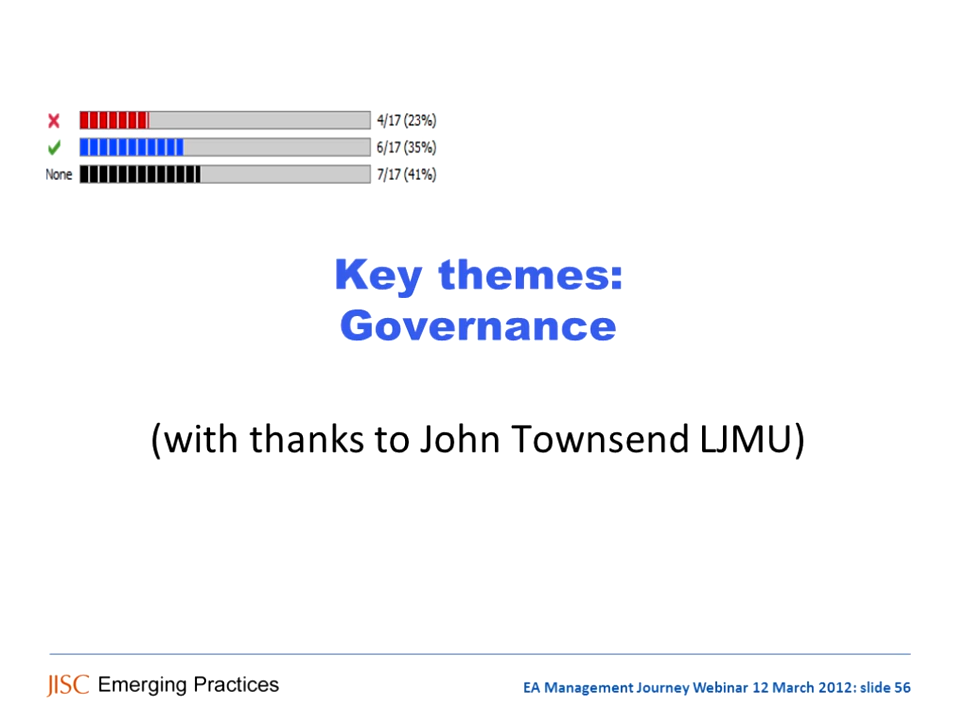 4/17 (23%)
6/17 (35%)
None 7/17 (41%)
Key themes:
Governance
(with thanks to John Townsend LJMU)
JISC Emerging Practices
EA Management Journey Webinar 12 March 2012: slide 56